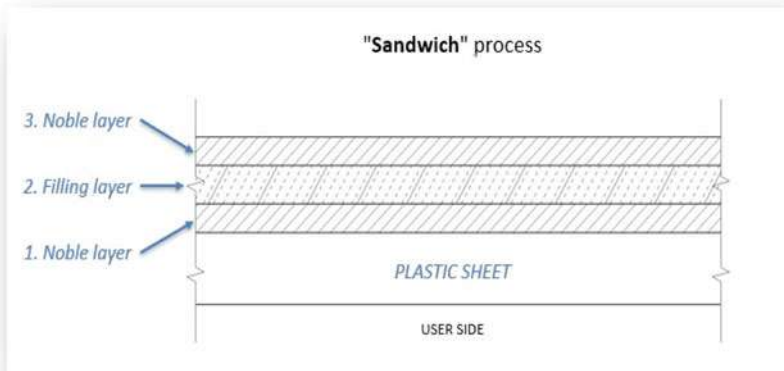 "Sandwich" process
3. Noble layer
2. Filling layer
1. Noble layer
PLASTIC SHEET
USER SIDE